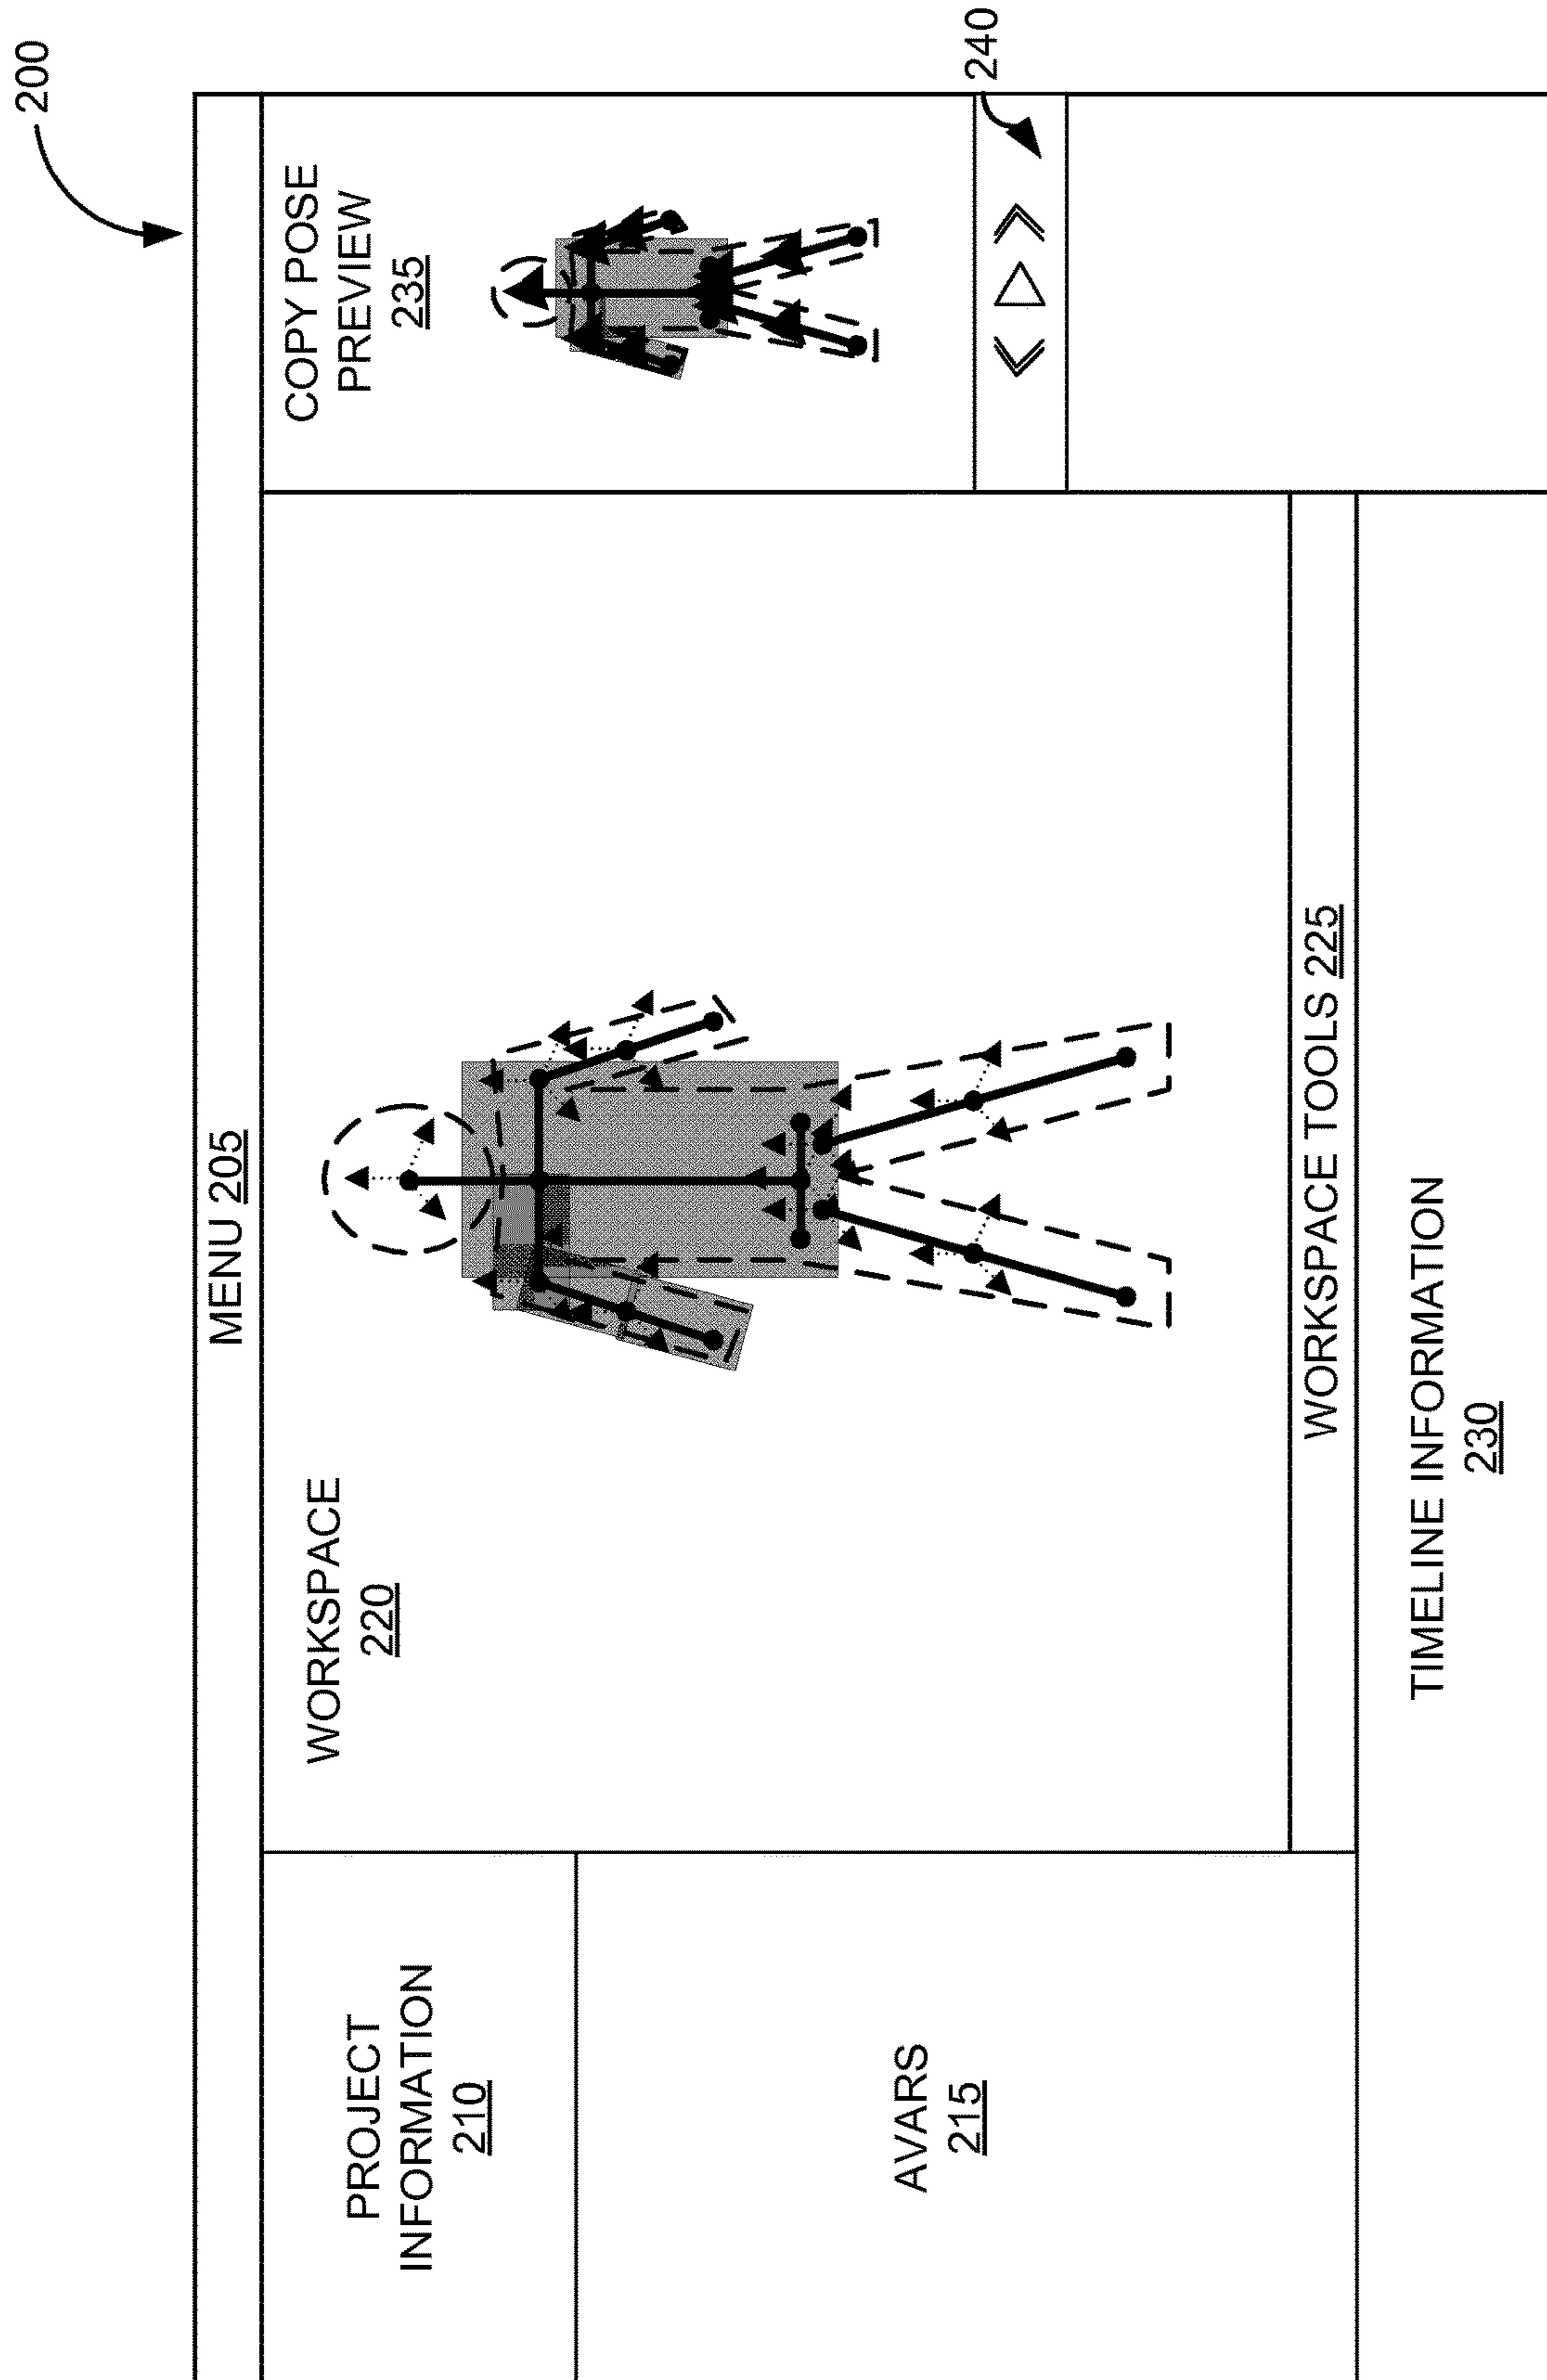 200
MENU 205
PROJECT
INFORMATION
210
AVARS
215
WORKSPACE
220
WORKSPACE TOOLS 225
TIMELINE INFORMATION
230
COPY POSE
PREVIEW
235
240